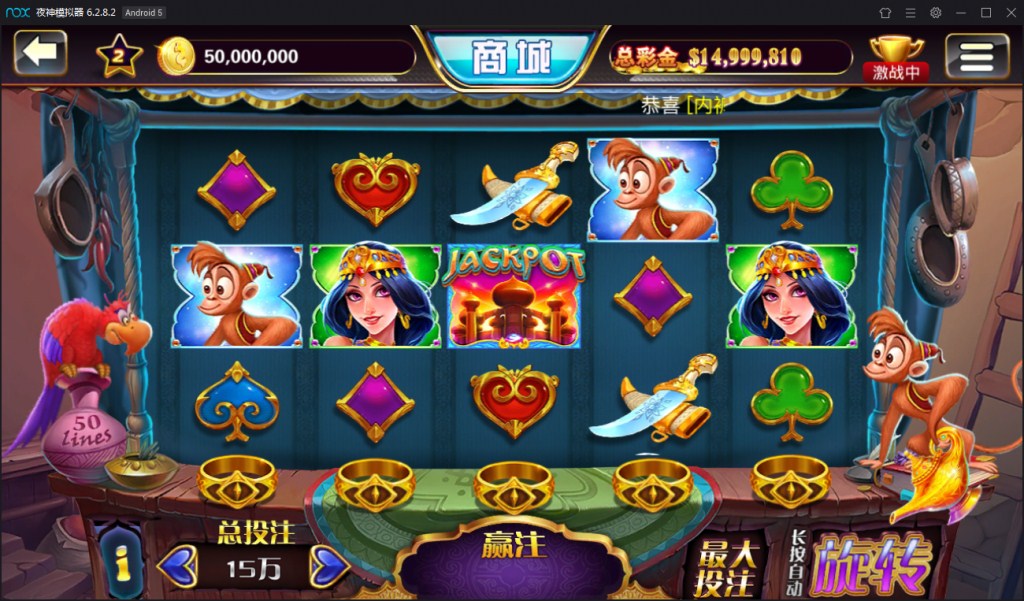 nox 夜神模拟器 6.2.8.2 Android 5
2
50,000,000
商城
总彩金 $14,999,810
激战中
恭喜 [内
JACKPOT
50
lines
i
总投注
15万
赢注
最大
投注
长按自动
旋转